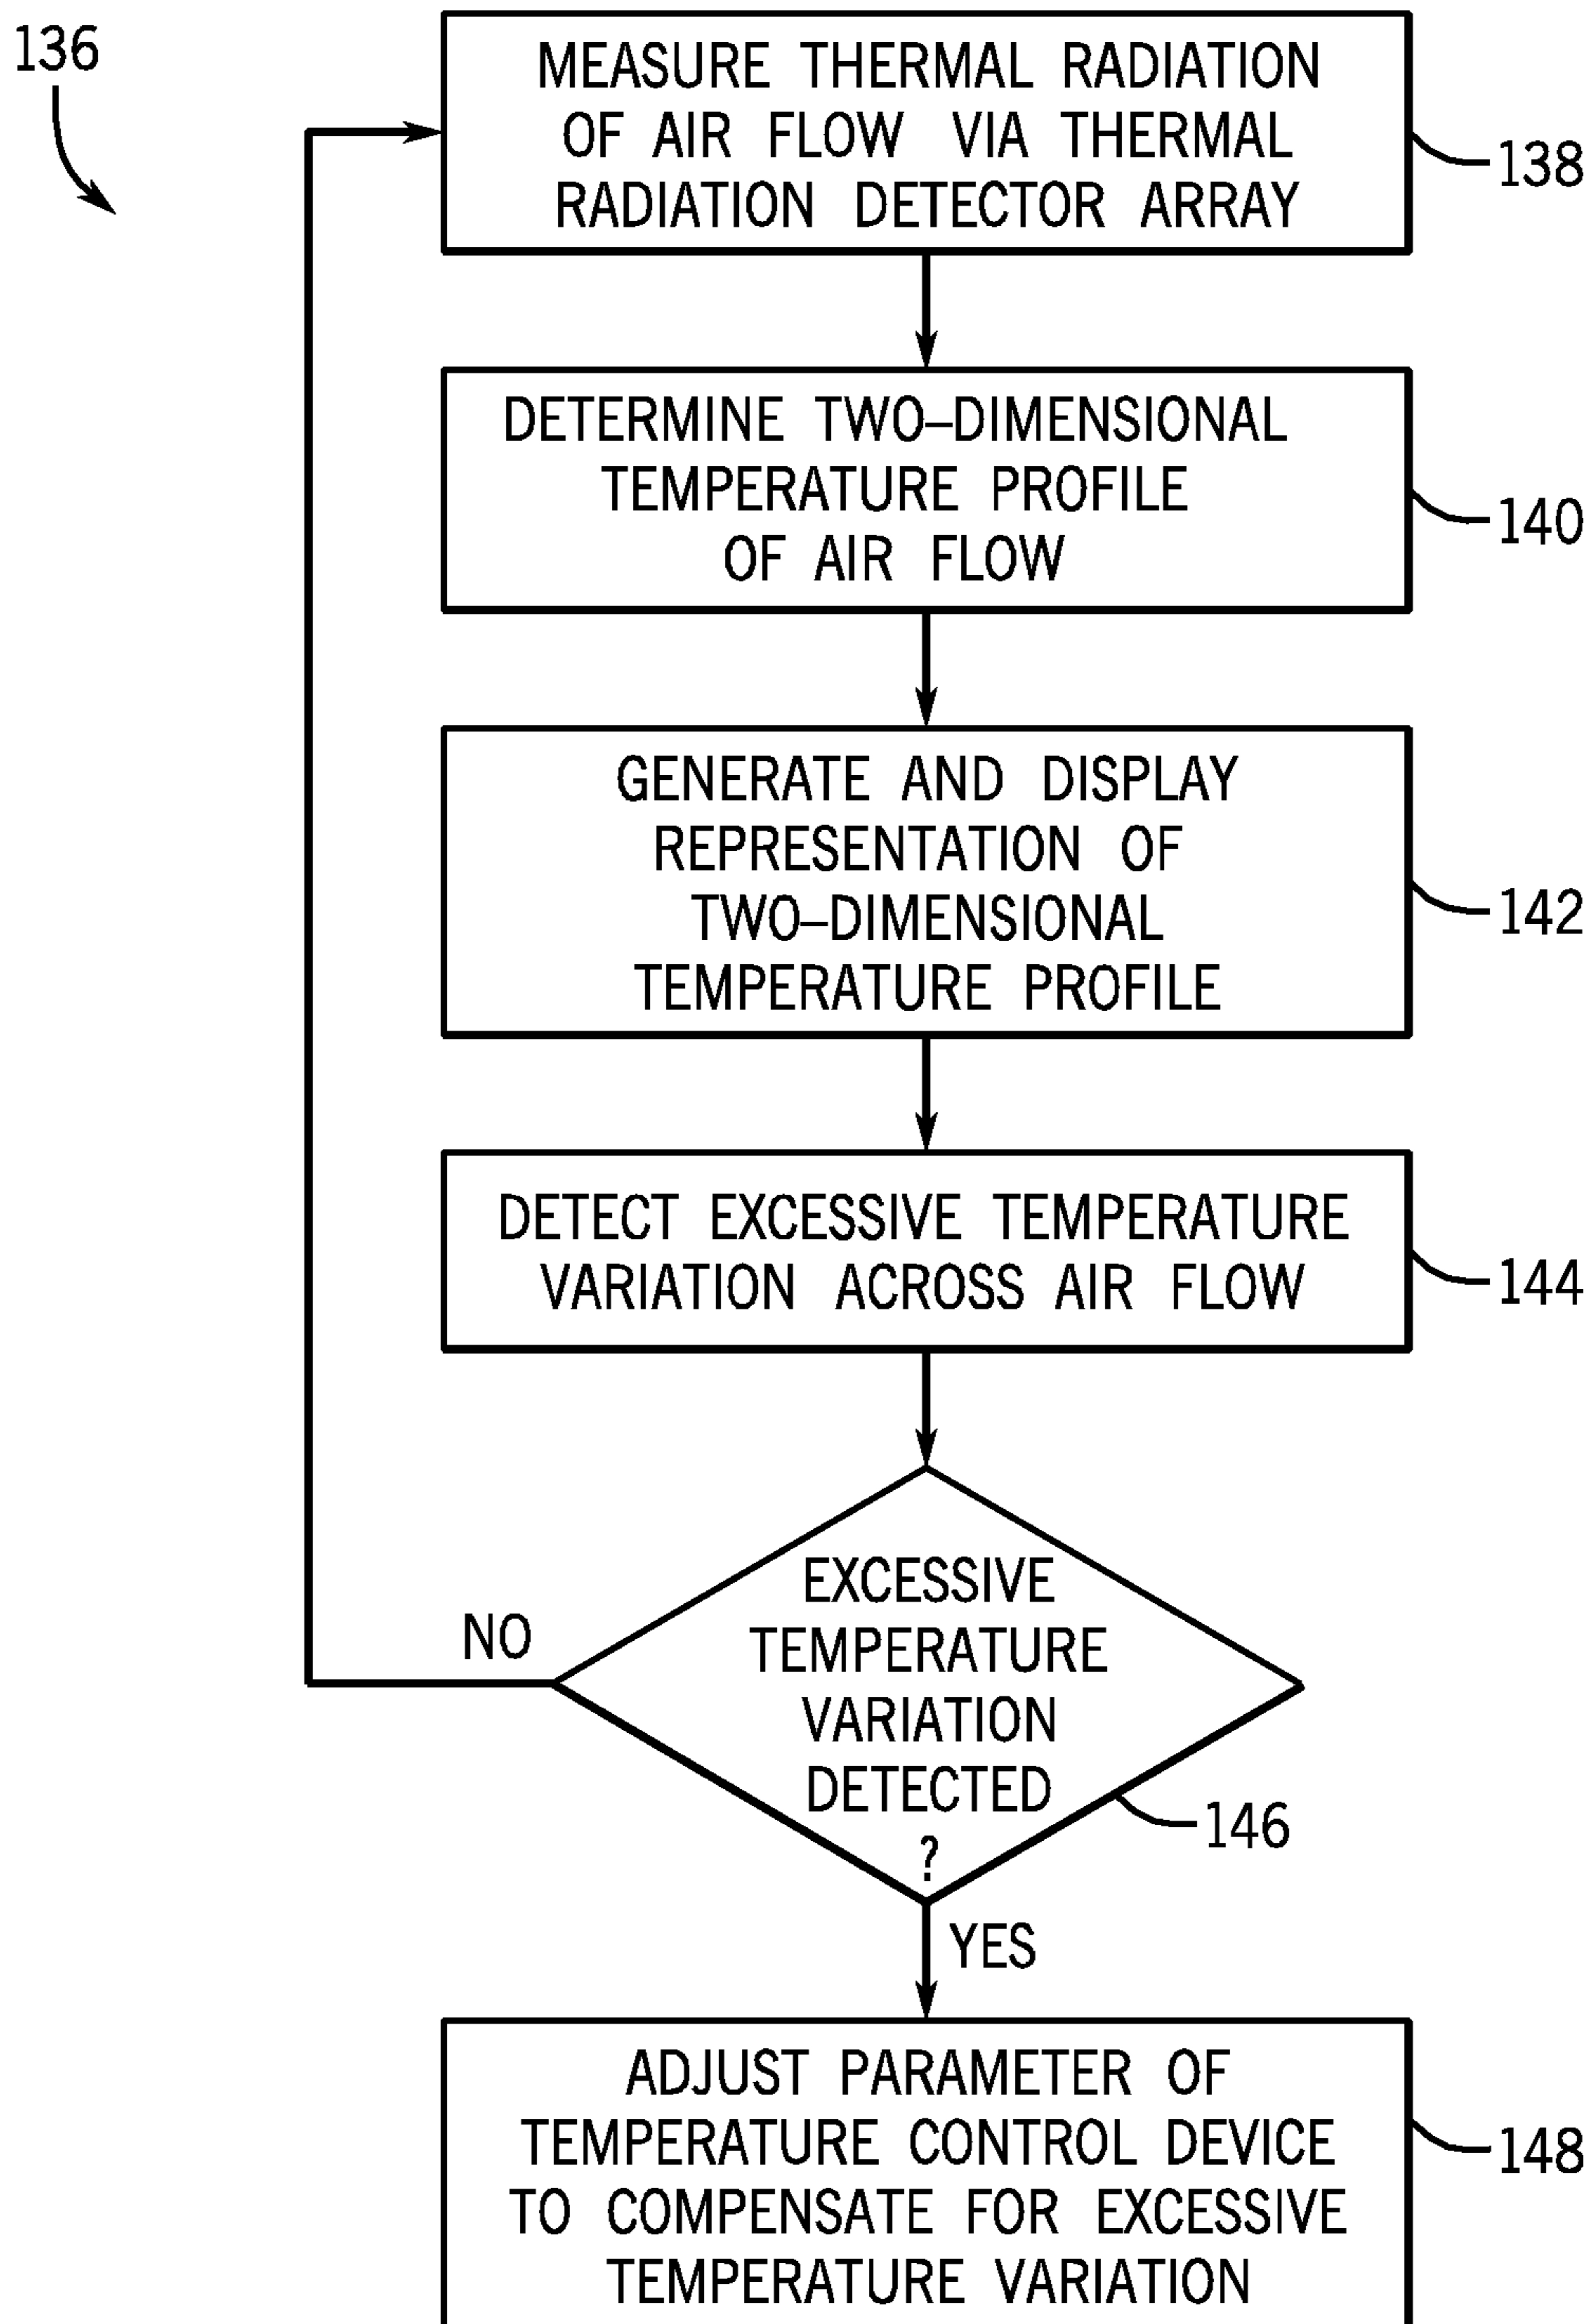 136
MEASURE THERMAL RADIATION
OF AIR FLOW VIA THERMAL
RADIATION DETECTOR ARRAY
138
DETERMINE TWO–DIMENSIONAL
TEMPERATURE PROFILE
OF AIR FLOW
140
GENERATE AND DISPLAY
REPRESENTATION OF
TWO–DIMENSIONAL
TEMPERATURE PROFILE
142
DETECT EXCESSIVE TEMPERATURE
VARIATION ACROSS AIR FLOW
144
EXCESSIVE
TEMPERATURE
VARIATION
DETECTED
?
146
NO
YES
ADJUST PARAMETER OF
TEMPERATURE CONTROL DEVICE
TO COMPENSATE FOR EXCESSIVE
TEMPERATURE VARIATION
148